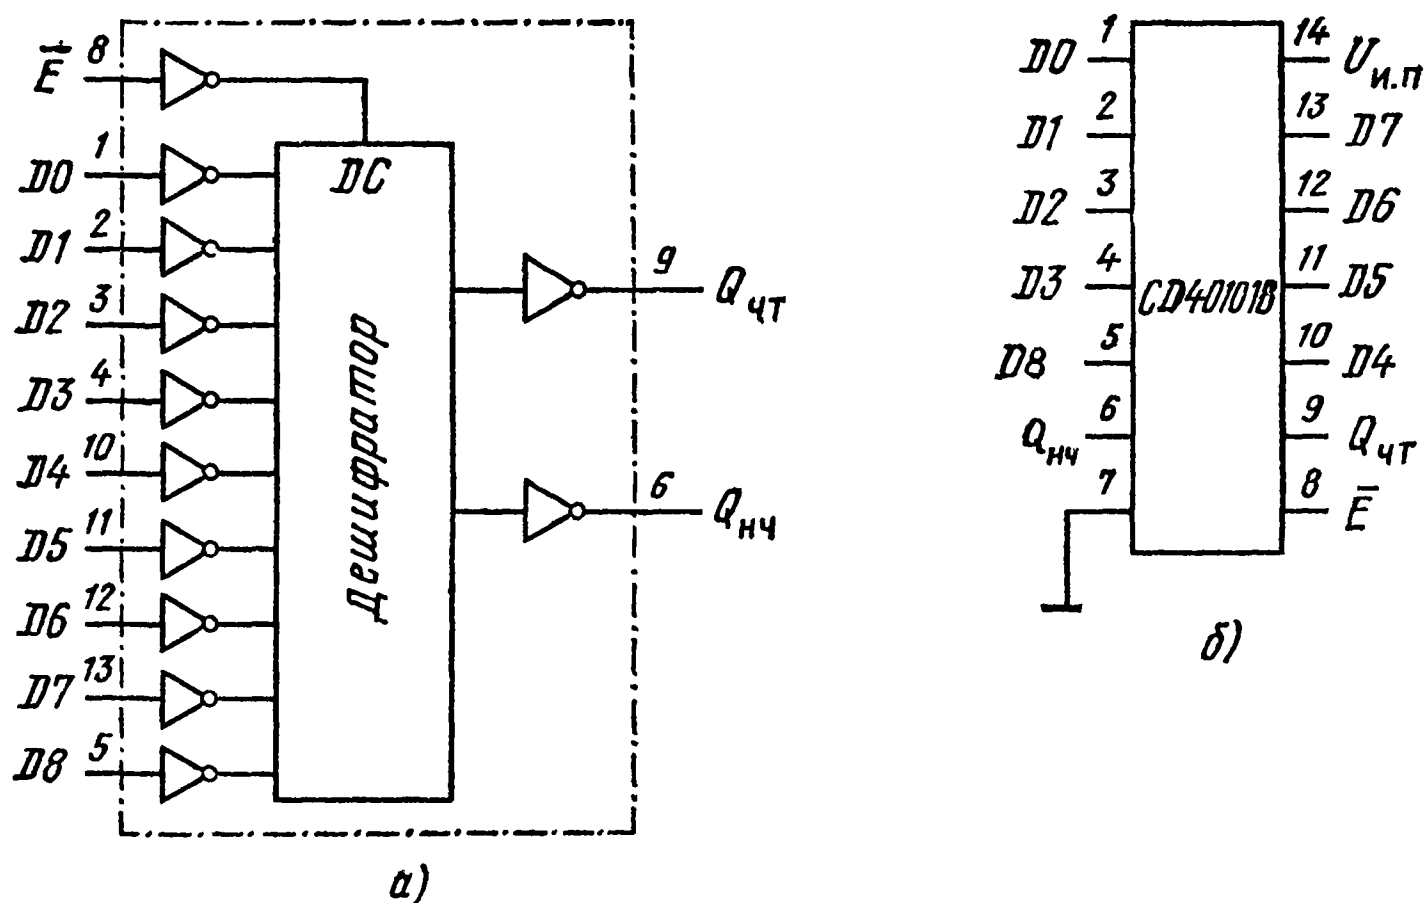 Ē 8
D0 1
DC
D1 2
D2 3
D3 4
D4 10
D5 11
D6 12
D7 13
D8 5
Дешифратор
9 Qчт
6 Qнч
а)
D0 1
D1 2
D2 3
D3 4
D8 5
Qнч 6
7
CD40101B
14 Uи.п
13 D7
12 D6
11 D5
10 D4
9 Qчт
8 Ē
б)